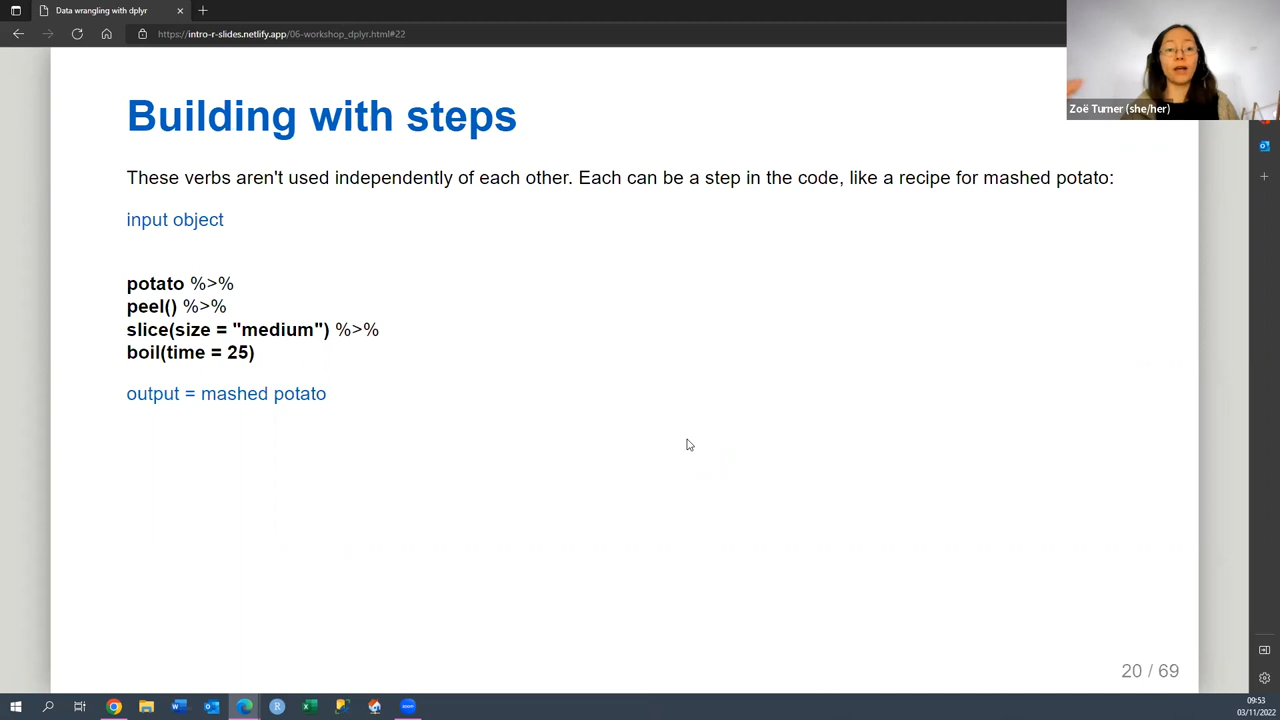 Data wrangling with dplyr
https://intro-r-slides.netlify.app/06-workshop_dplyr.html#22
Zoë Turner (she/her)
Building with steps
These verbs aren't used independently of each other. Each can be a step in the code, like a recipe for mashed potato:
input object
potato %>%
peel() %>%
slice(size = "medium") %>%
boil(time = 25)
output = mashed potato
20 / 69
09:53
03/11/2022